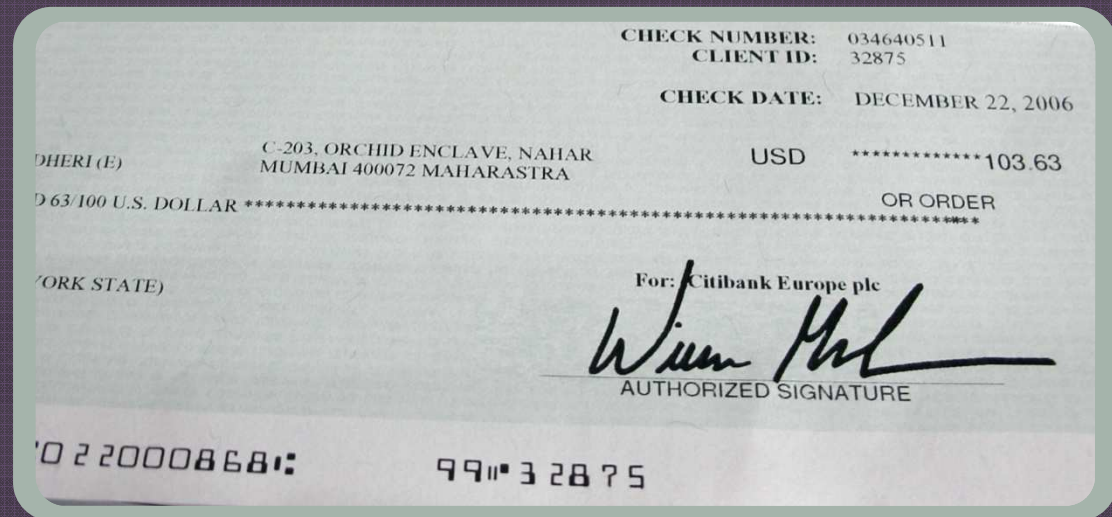 CHECK NUMBER: 034640511
CLIENT ID: 32875
CHECK DATE: DECEMBER 22, 2006
DHERI (E) C-203, ORCHID ENCLAVE, NAHAR USD *************103.63
MUMBAI 400072 MAHARASTRA
D 63/100 U.S. DOLLAR ************************************************************************ OR ORDER
YORK STATE) For: Citibank Europe plc
AUTHORIZED SIGNATURE
022000868⑆ 99⑈32875